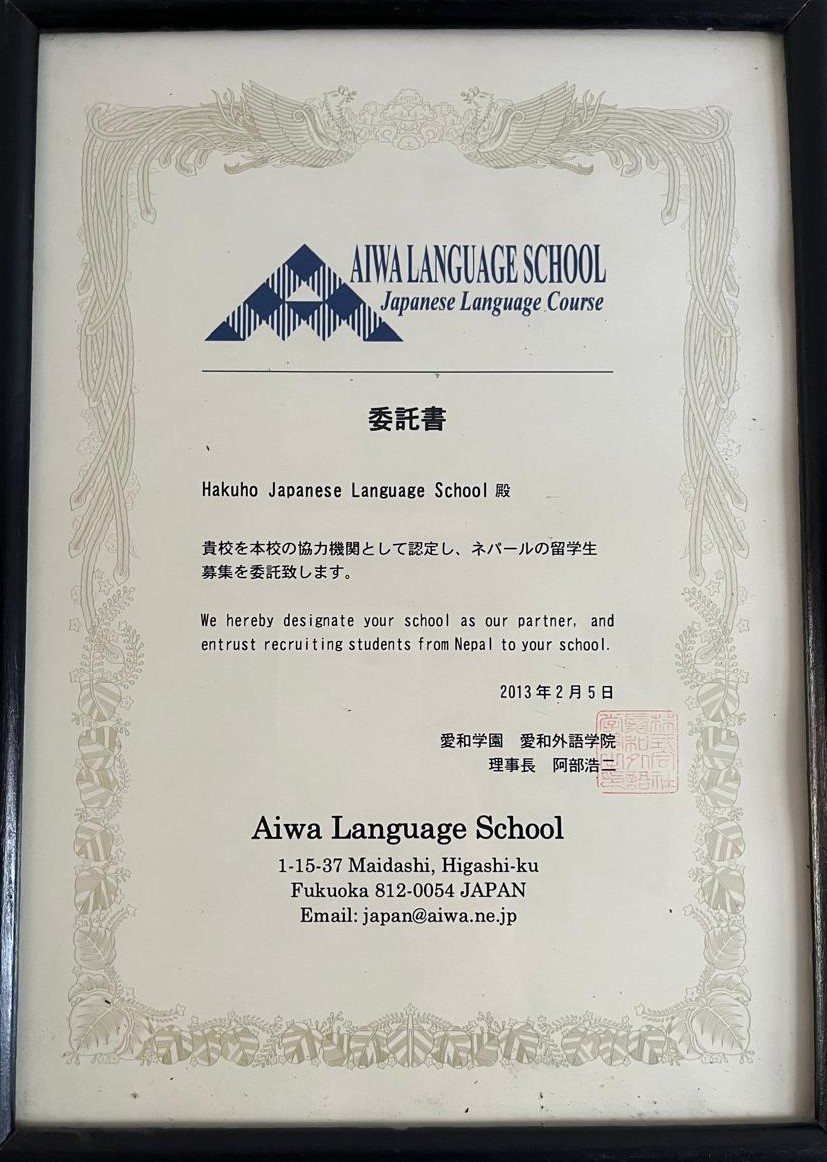 AIWA LANGUAGE SCHOOL
Japanese Language Course
委託書
Hakuho Japanese Language School 殿
貴校を本校の協力機関として認定し、ネパールの留学生
募集を委託致します。
We hereby designate your school as our partner, and
entrust recruiting students from Nepal to your school.
2013年2月5日
愛和学園 愛和外語学院
理事長 阿部浩二
Aiwa Language School
1-15-37 Maidashi, Higashi-ku
Fukuoka 812-0054 JAPAN
Email: japan@aiwa.ne.jp